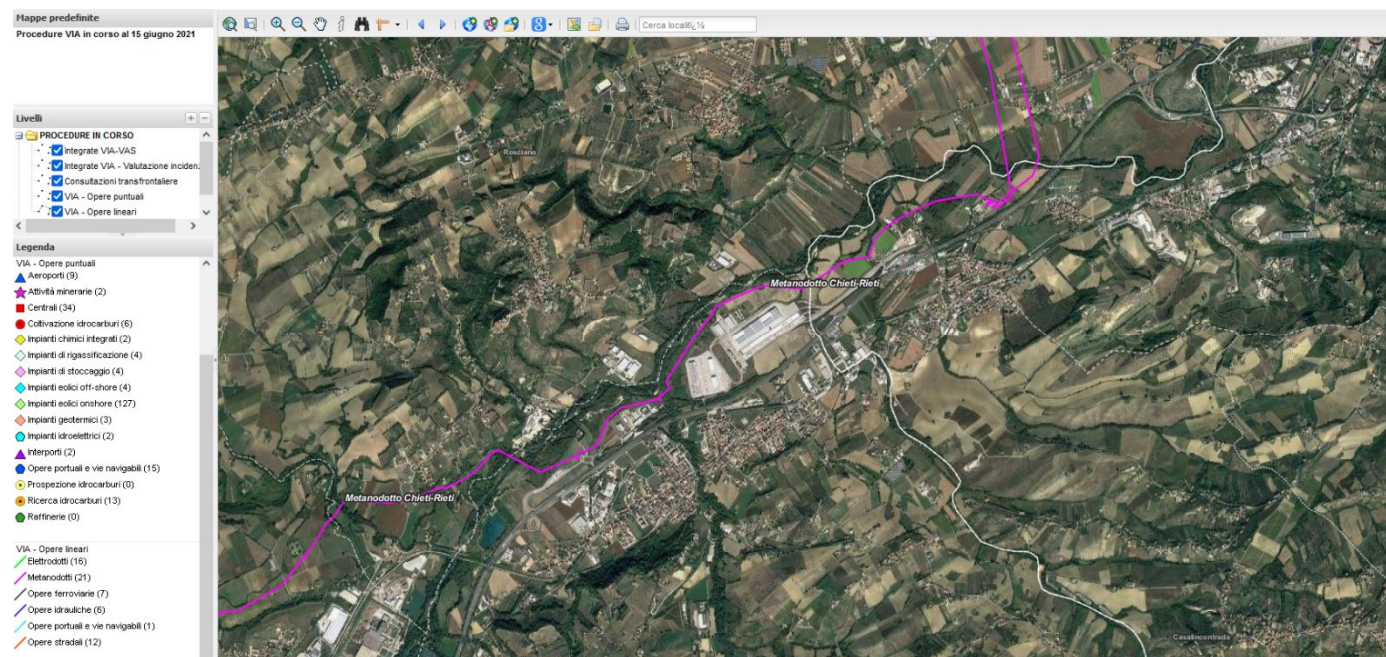 Mappe predefinite
Procedure VIA in corso al 15 giugno 2021
Cerca localitï¿½
Livelli
PROCEDURE IN CORSO
Integrate VIA-VAS
Integrate VIA - Valutazione inciden:
Consultazioni transfrontaliere
VIA - Opere puntuali
VIA - Opere lineari
Legenda
VIA - Opere puntuali
Aeroporti (9)
Attività minerarie (2)
Centrali (34)
Coltivazione idrocarburi (6)
Impianti chimici integrati (2)
Impianti di rigassificazione (4)
Impianti di stoccaggio (4)
Impianti eolici off-shore (4)
Impianti eolici onshore (127)
Impianti geotermici (3)
Impianti idroelettrici (2)
Interporti (2)
Opere portuali e vie navigabili (15)
Prospezione idrocarburi (0)
Ricerca idrocarburi (13)
Raffinerie (0)
VIA - Opere lineari
Elettrodotti (16)
Metanodotti (21)
Opere ferroviarie (7)
Opere idrauliche (6)
Opere portuali e vie navigabili (1)
Opere stradali (12)
Rosciano
Metanodotto Chieti-Rieti
Metanodotto Chieti-Rieti
Casalincontrada